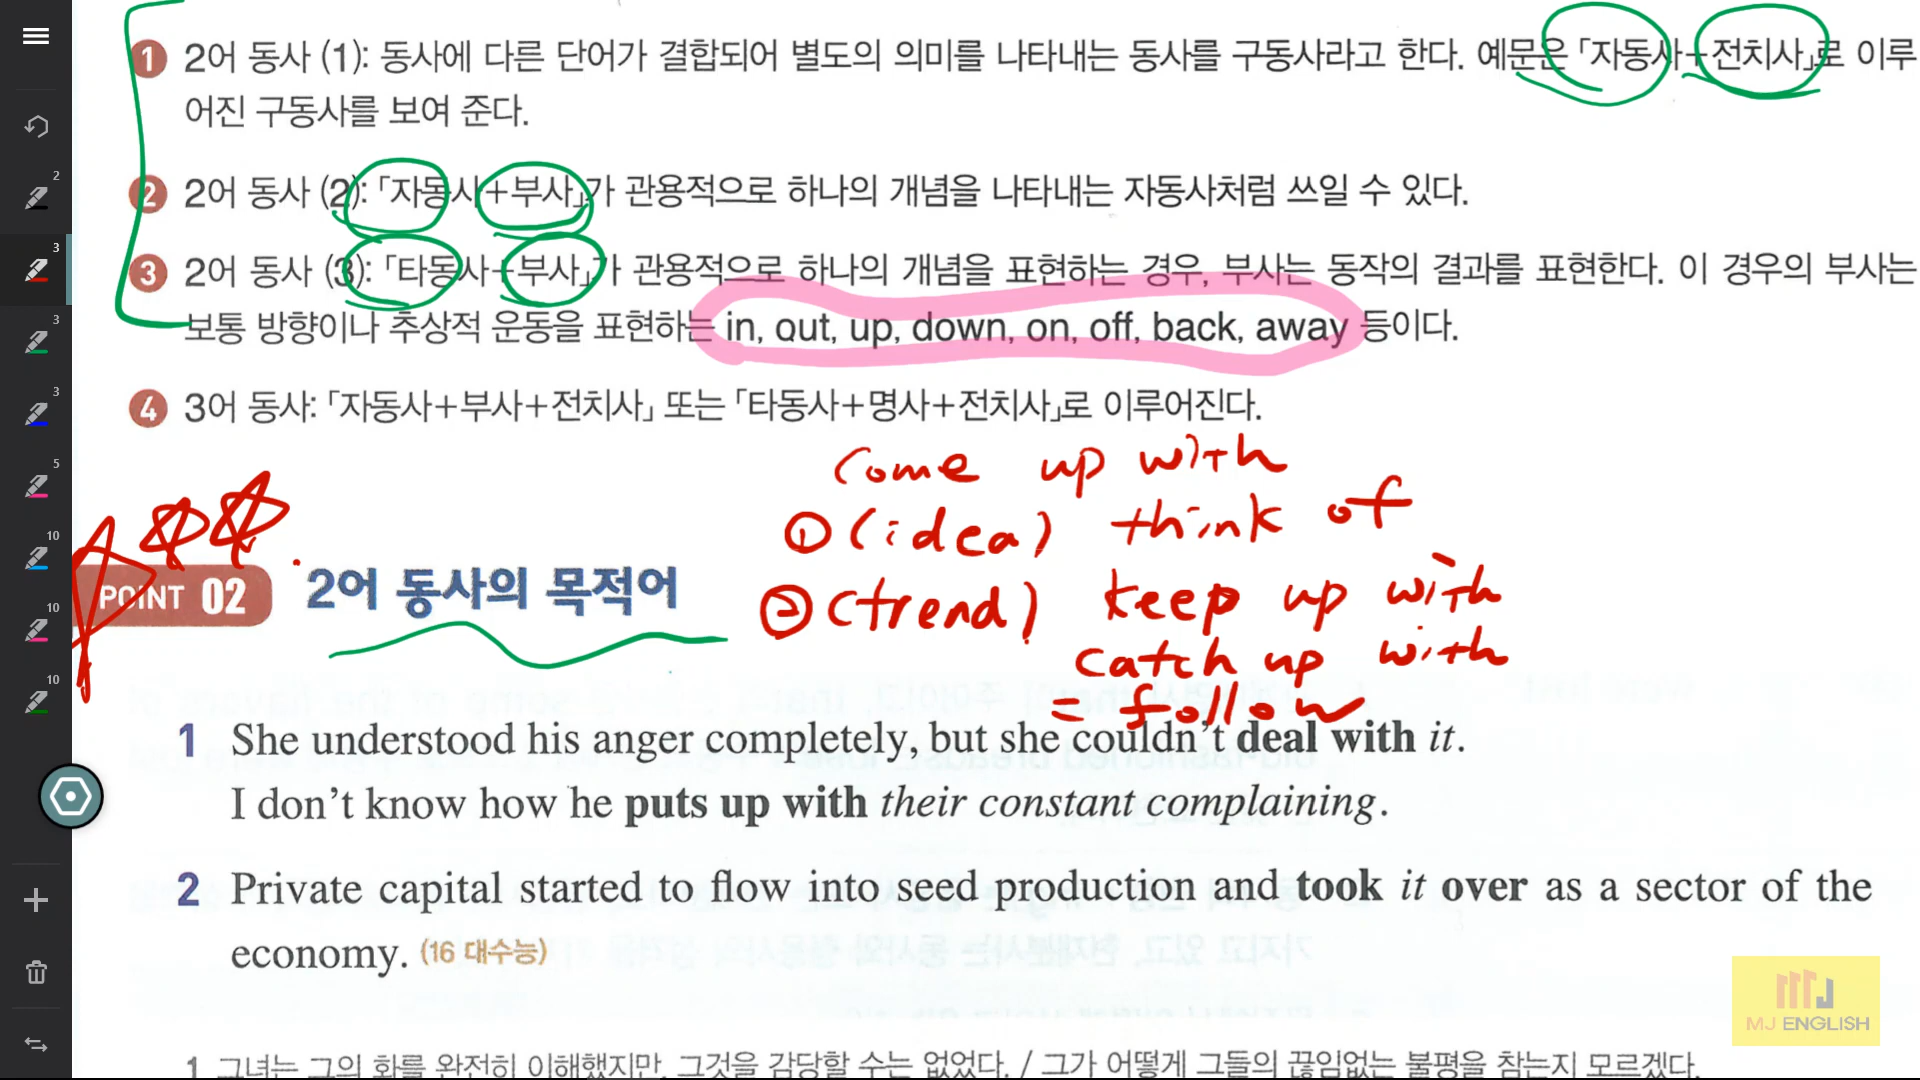 1 2어 동사 (1): 동사에 다른 단어가 결합되어 별도의 의미를 나타내는 동사를 구동사라고 한다. 예문은 「자동사+전치사」로 이루
어진 구동사를 보여 준다.
2 2어 동사 (2): 「자동사+부사」가 관용적으로 하나의 개념을 나타내는 자동사처럼 쓰일 수 있다.
3 2어 동사 (3): 「타동사+부사」가 관용적으로 하나의 개념을 표현하는 경우, 부사는 동작의 결과를 표현한다. 이 경우의 부사는
보통 방향이나 추상적 운동을 표현하는 in, out, up, down, on, off, back, away 등이다.
4 3어 동사: 「자동사+부사+전치사」 또는 「타동사+명사+전치사」로 이루어진다.
come up with
① (idea) think of
② (trend) keep up with
catch up with
= follow
POINT 02 2어 동사의 목적어
1 She understood his anger completely, but she couldn't deal with it.
I don't know how he puts up with their constant complaining.
2 Private capital started to flow into seed production and took it over as a sector of the
economy. (16 대수능)
1 그녀는 그의 화를 완전히 이해했지만, 그것을 감당할 수는 없었다. / 그가 어떻게 그들의 끊임없는 불평을 참는지 모르겠다.
MJ ENGLISH
2
3
3
3
5
10
10
10